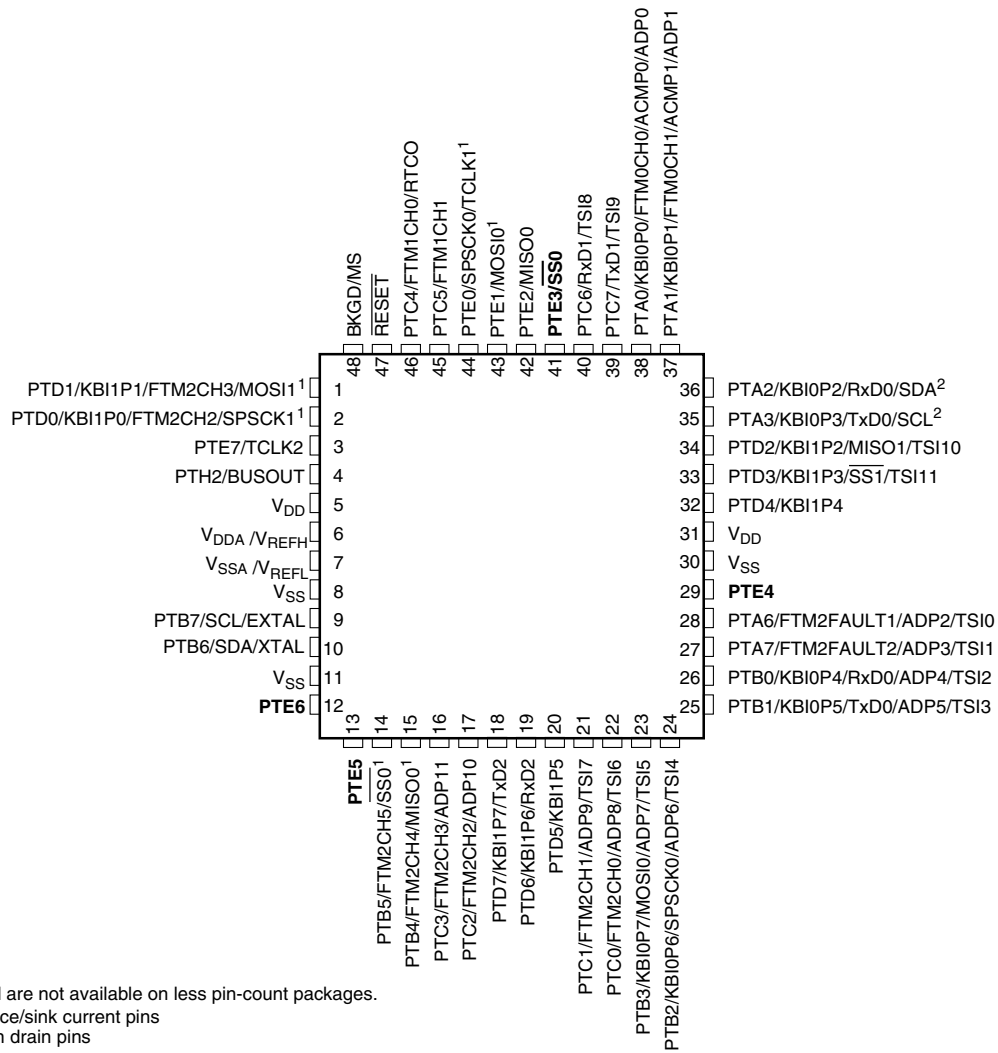 48 BKGD/MS
47 RESET
46 PTC4/FTM1CH0/RTCO
45 PTC5/FTM1CH1
44 PTE0/SPSCK0/TCLK1¹
43 PTE1/MOSI0¹
42 PTE2/MISO0
41 PTE3/SS0
40 PTC6/RxD1/TSI8
39 PTC7/TxD1/TSI9
38 PTA0/KBI0P0/FTM0CH0/ACMP0/ADP0
37 PTA1/KBI0P1/FTM0CH1/ACMP1/ADP1
PTD1/KBI1P1/FTM2CH3/MOSI1¹ 1
PTD0/KBI1P0/FTM2CH2/SPSCK1¹ 2
PTE7/TCLK2 3
PTH2/BUSOUT 4
VDD 5
VDDA /VREFH 6
VSSA /VREFL 7
VSS 8
PTB7/SCL/EXTAL 9
PTB6/SDA/XTAL 10
VSS 11
PTE6 12
36 PTA2/KBI0P2/RxD0/SDA²
35 PTA3/KBI0P3/TxD0/SCL²
34 PTD2/KBI1P2/MISO1/TSI10
33 PTD3/KBI1P3/SS1/TSI11
32 PTD4/KBI1P4
31 VDD
30 VSS
29 PTE4
28 PTA6/FTM2FAULT1/ADP2/TSI0
27 PTA7/FTM2FAULT2/ADP3/TSI1
26 PTB0/KBI0P4/RxD0/ADP4/TSI2
25 PTB1/KBI0P5/TxD0/ADP5/TSI3
13 PTE5
14 PTB5/FTM2CH5/SS0¹
15 PTB4/FTM2CH4/MISO0¹
16 PTC3/FTM2CH3/ADP11
17 PTC2/FTM2CH2/ADP10
18 PTD7/KBI1P7/TxD2
19 PTD6/KBI1P6/RxD2
20 PTD5/KBI1P5
21 PTC1/FTM2CH1/ADP9/TSI7
22 PTC0/FTM2CH0/ADP8/TSI6
23 PTB3/KBI0P7/MOSI0/ADP7/TSI5
24 PTB2/KBI0P6/SPSCK0/ADP6/TSI4
are not available on less pin-count packages.
ce/sink current pins
drain pins